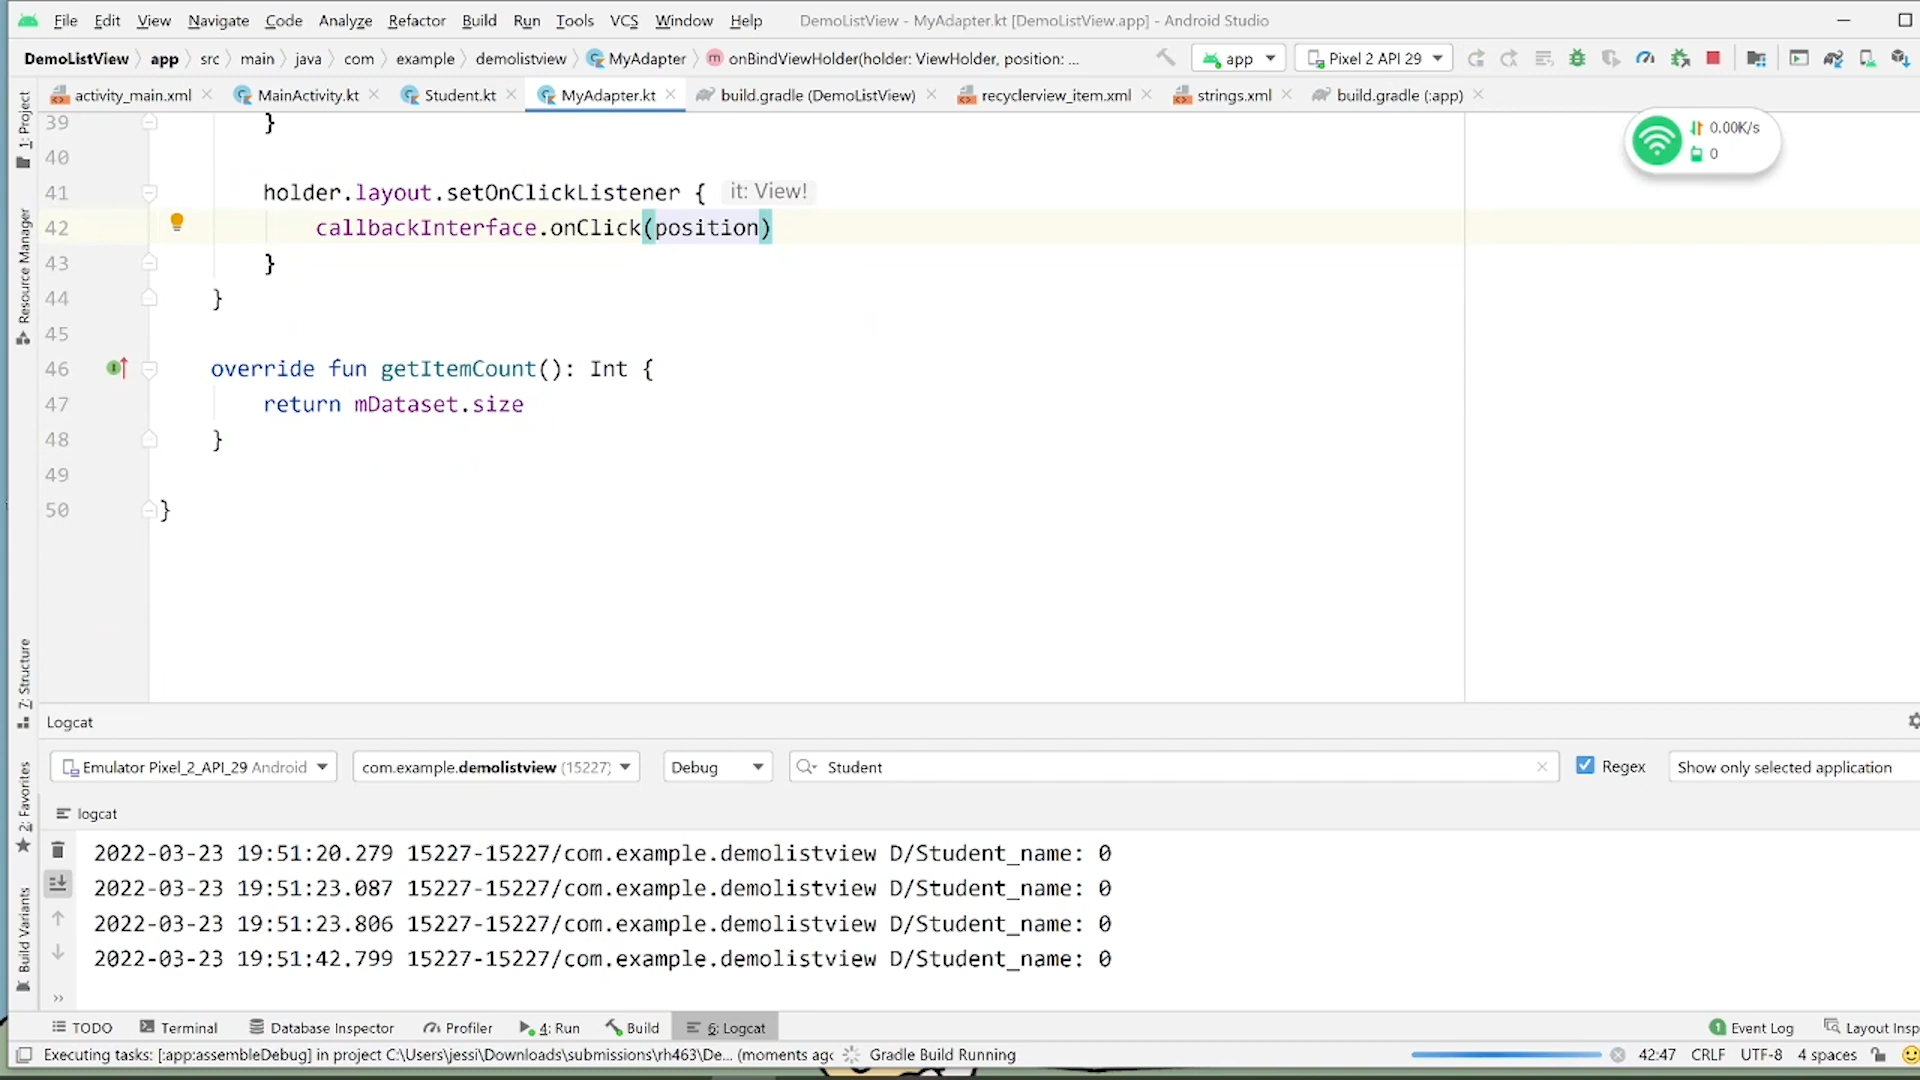 File Edit View Navigate Code Analyze Refactor Build Run Tools VCS Window Help DemoListView - MyAdapter.kt [DemoListView.app] - Android Studio
DemoListView app src main java com example demolistview MyAdapter onBindViewHolder(holder: ViewHolder, position: ... app Pixel 2 API 29
activity_main.xml MainActivity.kt Student.kt MyAdapter.kt build.gradle (DemoListView) recyclerview_item.xml strings.xml build.gradle (:app)
1: Project
Resource Manager
7: Structure
2: Favorites
Build Variants
0.00K/s
0
39 }
40
41 holder.layout.setOnClickListener { it: View!
42 callbackInterface.onClick(position)
43 }
44 }
45
46 override fun getItemCount(): Int {
47 return mDataset.size
48 }
49
50 }
Logcat
Emulator Pixel_2_API_29 Android com.example.demolistview (15227) Debug Student Regex Show only selected application
logcat
2022-03-23 19:51:20.279 15227-15227/com.example.demolistview D/Student_name: 0
2022-03-23 19:51:23.087 15227-15227/com.example.demolistview D/Student_name: 0
2022-03-23 19:51:23.806 15227-15227/com.example.demolistview D/Student_name: 0
2022-03-23 19:51:42.799 15227-15227/com.example.demolistview D/Student_name: 0
TODO Terminal Database Inspector Profiler 4: Run Build 6: Logcat 1 Event Log Layout Insp
Executing tasks: [:app:assembleDebug] in project C:\Users\jessi\Downloads\submissions\rh463\De... (moments ago Gradle Build Running 42:47 CRLF UTF-8 4 spaces